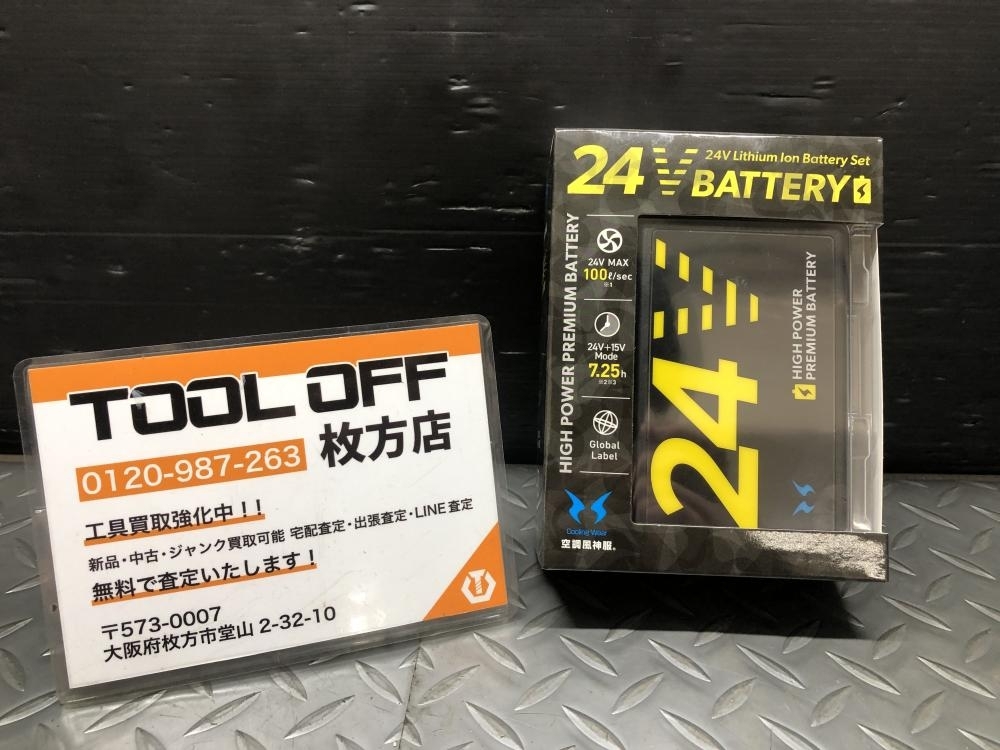 TOOL OFF
0120-987-263 枚方店
工具買取強化中！！
新品・中古・ジャンク買取可能 宅配査定・出張査定・LINE査定
無料で査定いたします！
〒573-0007
大阪府枚方市堂山 2-32-10
24V Lithium Ion Battery Set
24V BATTERY
HIGH POWER PREMIUM BATTERY
24V MAX
100ℓ/sec
※1
24V+15V
Mode
7.25h
※2※3
Global
Label
Cooling Wear
空調風神服®
24V
HIGH POWER
PREMIUM BATTERY